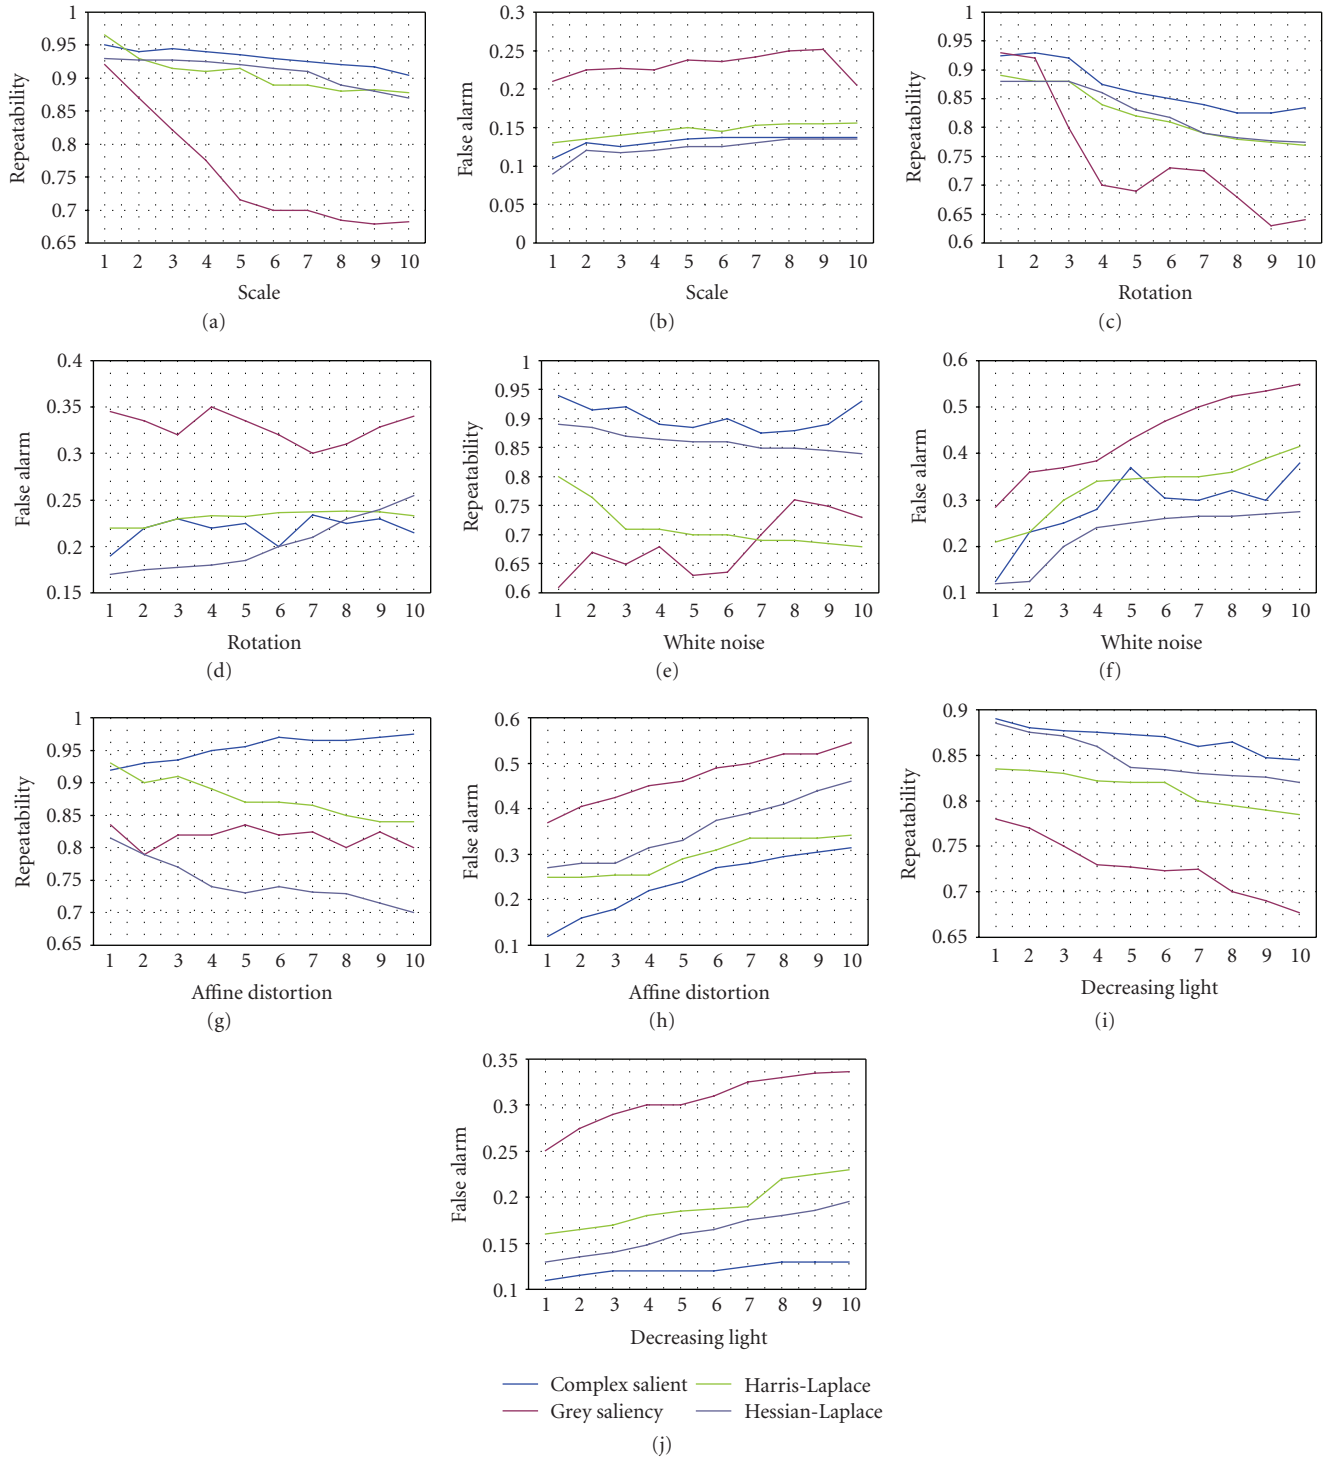 1
0.95
0.9
0.85
0.8
0.75
0.7
0.65
Repeatability
1 2 3 4 5 6 7 8 9 10
Scale
(a)
0.3
0.25
0.2
0.15
0.1
0.05
0
False alarm
1 2 3 4 5 6 7 8 9 10
Scale
(b)
1
0.95
0.9
0.85
0.8
0.75
0.7
0.65
0.6
Repeatability
1 2 3 4 5 6 7 8 9 10
Rotation
(c)
0.4
0.35
0.3
0.25
0.2
0.15
False alarm
1 2 3 4 5 6 7 8 9 10
Rotation
(d)
1
0.95
0.9
0.85
0.8
0.75
0.7
0.65
0.6
Repeatability
1 2 3 4 5 6 7 8 9 10
White noise
(e)
0.6
0.5
0.4
0.3
0.2
0.1
False alarm
1 2 3 4 5 6 7 8 9 10
White noise
(f)
1
0.95
0.9
0.85
0.8
0.75
0.7
0.65
Repeatability
1 2 3 4 5 6 7 8 9 10
Affine distortion
(g)
0.6
0.5
0.4
0.3
0.2
0.1
False alarm
1 2 3 4 5 6 7 8 9 10
Affine distortion
(h)
0.9
0.85
0.8
0.75
0.7
0.65
Repeatability
1 2 3 4 5 6 7 8 9 10
Decreasing light
(i)
0.35
0.3
0.25
0.2
0.15
0.1
False alarm
1 2 3 4 5 6 7 8 9 10
Decreasing light
Complex salient
Harris-Laplace
Grey saliency
Hessian-Laplace
(j)